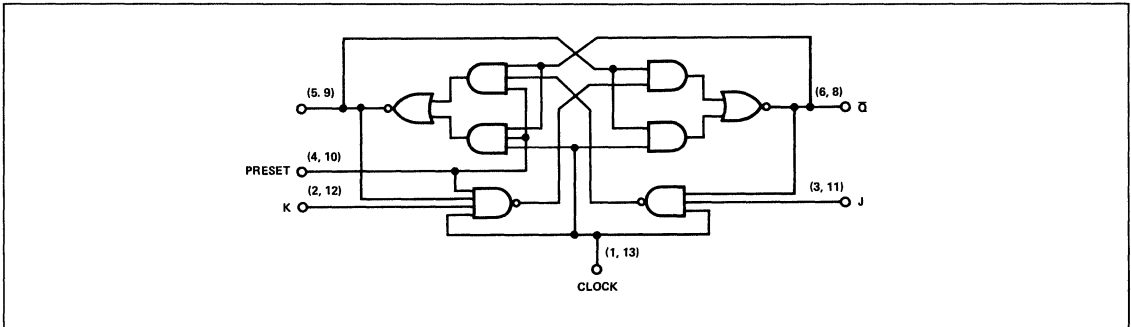 (5. 9)
(6, 8)
Q̅
PRESET
(4, 10)
(2, 12)
K
(3, 11)
J
(1, 13)
CLOCK